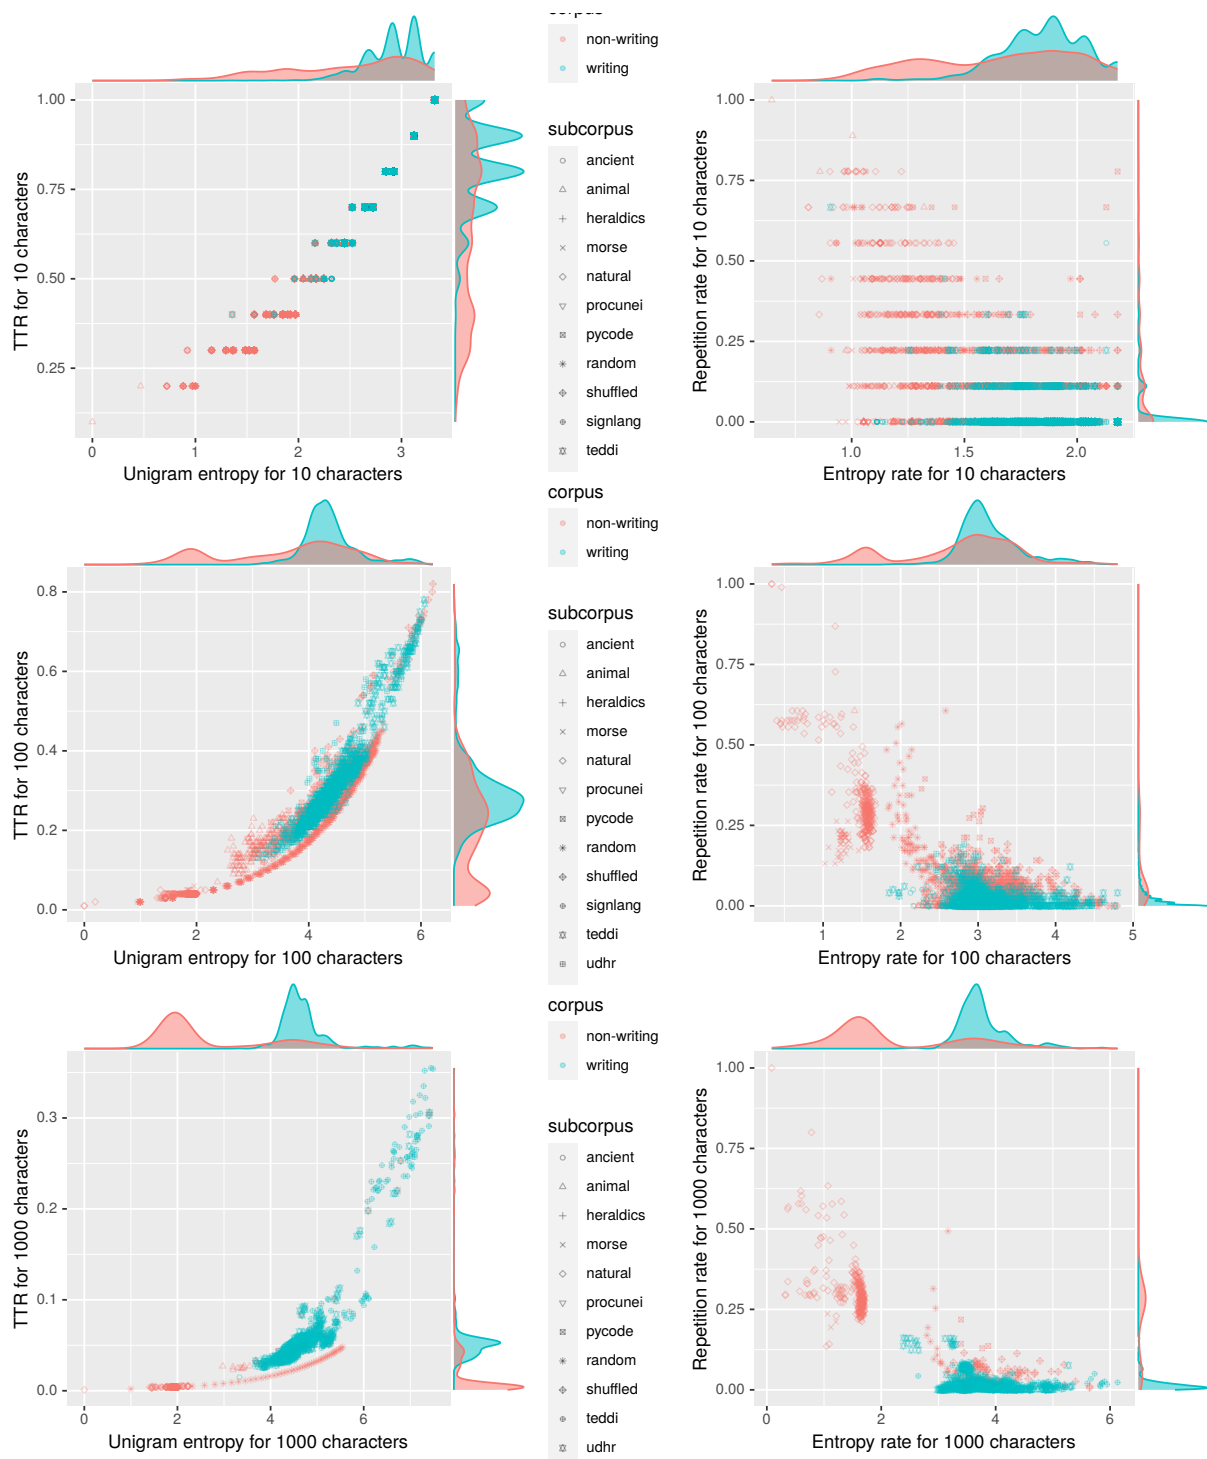 corpus
non-writing
writing
1.00
0.75
0.50
0.25
TTR for 10 characters
0
1
2
3
Unigram entropy for 10 characters
subcorpus
ancient
animal
heraldics
morse
natural
procunei
pycode
random
shuffled
signlang
teddi
1.00
0.75
0.50
0.25
0.00
Repetition rate for 10 characters
1.0
1.5
2.0
Entropy rate for 10 characters
corpus
non-writing
writing
0.8
0.6
0.4
0.2
0.0
TTR for 100 characters
0
2
4
6
Unigram entropy for 100 characters
subcorpus
ancient
animal
heraldics
morse
natural
procunei
pycode
random
shuffled
signlang
teddi
udhr
1.00
0.75
0.50
0.25
0.00
Repetition rate for 100 characters
1
2
3
4
5
Entropy rate for 100 characters
corpus
non-writing
writing
0.3
0.2
0.1
0.0
TTR for 1000 characters
0
2
4
6
Unigram entropy for 1000 characters
subcorpus
ancient
animal
heraldics
morse
natural
procunei
pycode
random
shuffled
teddi
udhr
1.00
0.75
0.50
0.25
0.00
Repetition rate for 1000 characters
0
2
4
6
Entropy rate for 1000 characters